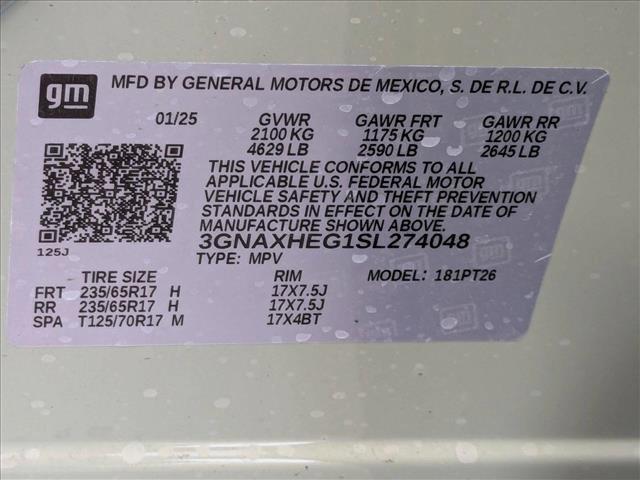 gm MFD BY GENERAL MOTORS DE MEXICO, S. DE R.L. DE C.V.
01/25 GVWR GAWR FRT GAWR RR
2100 KG 1175 KG 1200 KG
4629 LB 2590 LB 2645 LB
THIS VEHICLE CONFORMS TO ALL
APPLICABLE U.S. FEDERAL MOTOR
VEHICLE SAFETY AND THEFT PREVENTION
STANDARDS IN EFFECT ON THE DATE OF
MANUFACTURE SHOWN ABOVE.
125J 3GNAXHEG1SL274048
TYPE: MPV
TIRE SIZE RIM MODEL: 181PT26
FRT 235/65R17 H 17X7.5J
RR 235/65R17 H 17X7.5J
SPA T125/70R17 M 17X4BT